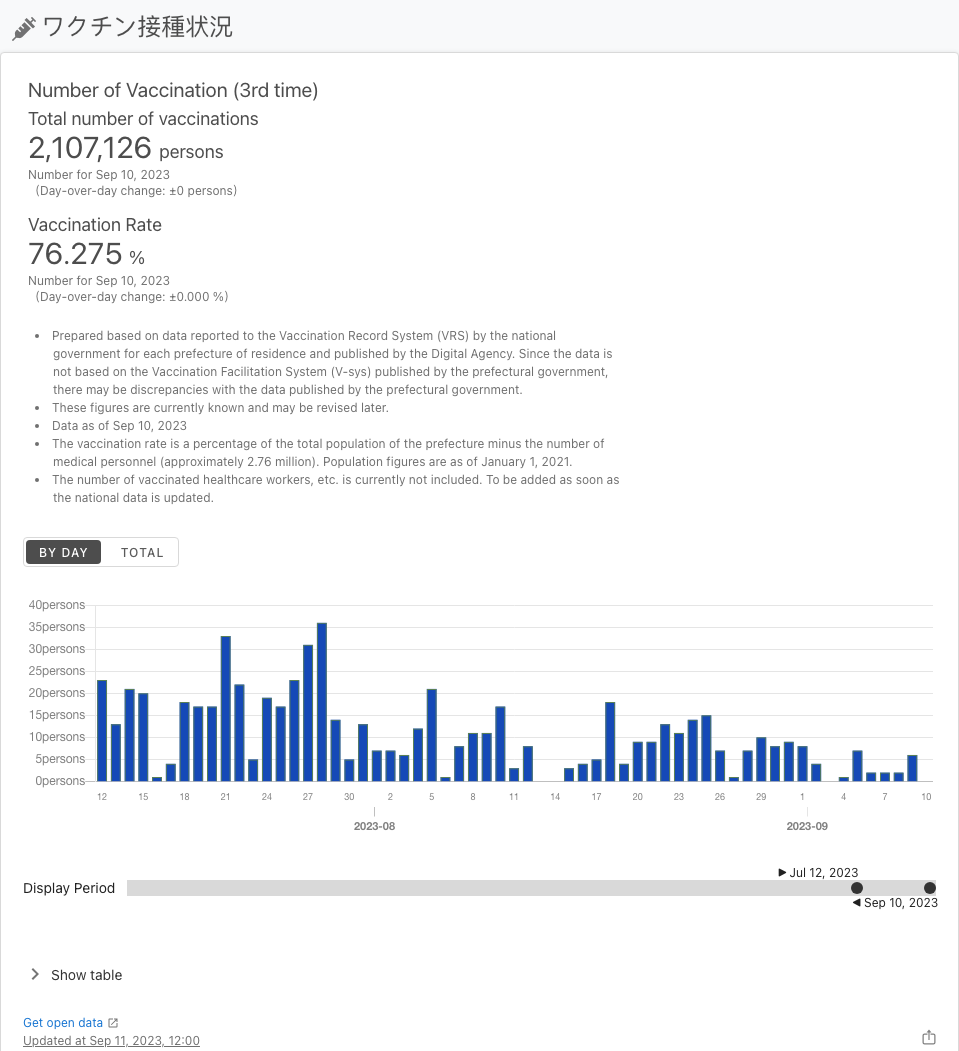 ワクチン接種状況
Number of Vaccination (3rd time)
Total number of vaccinations
2,107,126 persons
Number for Sep 10, 2023
(Day-over-day change: ±0 persons)
Vaccination Rate
76.275 %
Number for Sep 10, 2023
(Day-over-day change: ±0.000 %)
• Prepared based on data reported to the Vaccination Record System (VRS) by the national
government for each prefecture of residence and published by the Digital Agency. Since the data is
not based on the Vaccination Facilitation System (V-sys) published by the prefectural government,
there may be discrepancies with the data published by the prefectural government.
• These figures are currently known and may be revised later.
• Data as of Sep 10, 2023
• The vaccination rate is a percentage of the total population of the prefecture minus the number of
medical personnel (approximately 2.76 million). Population figures are as of January 1, 2021.
• The number of vaccinated healthcare workers, etc. is currently not included. To be added as soon as
the national data is updated.
BY DAY TOTAL
40persons
35persons
30persons
25persons
20persons
15persons
10persons
5persons
0persons
12 15 18 21 24 27 30 2 5 8 11 14 17 20 23 26 29 1 4 7 10
2023-08 2023-09
▶ Jul 12, 2023
Display Period
◀ Sep 10, 2023
Show table
Get open data
Updated at Sep 11, 2023, 12:00